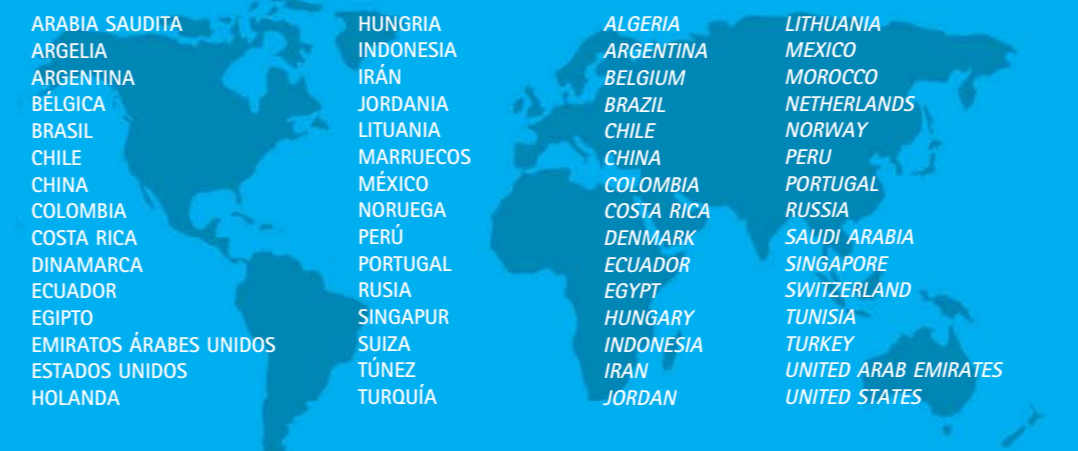 ARABIA SAUDITA
ARGELIA
ARGENTINA
BÉLGICA
BRASIL
CHILE
CHINA
COLOMBIA
COSTA RICA
DINAMARCA
ECUADOR
EGIPTO
EMIRATOS ÁRABES UNIDOS
ESTADOS UNIDOS
HOLANDA
HUNGRIA
INDONESIA
IRÁN
JORDANIA
LITUANIA
MARRUECOS
MÉXICO
NORUEGA
PERÚ
PORTUGAL
RUSIA
SINGAPUR
SUIZA
TÚNEZ
TURQUÍA
ALGERIA
ARGENTINA
BELGIUM
BRAZIL
CHILE
CHINA
COLOMBIA
COSTA RICA
DENMARK
ECUADOR
EGYPT
HUNGARY
INDONESIA
IRAN
JORDAN
LITHUANIA
MEXICO
MOROCCO
NETHERLANDS
NORWAY
PERU
PORTUGAL
RUSSIA
SAUDI ARABIA
SINGAPORE
SWITZERLAND
TUNISIA
TURKEY
UNITED ARAB EMIRATES
UNITED STATES